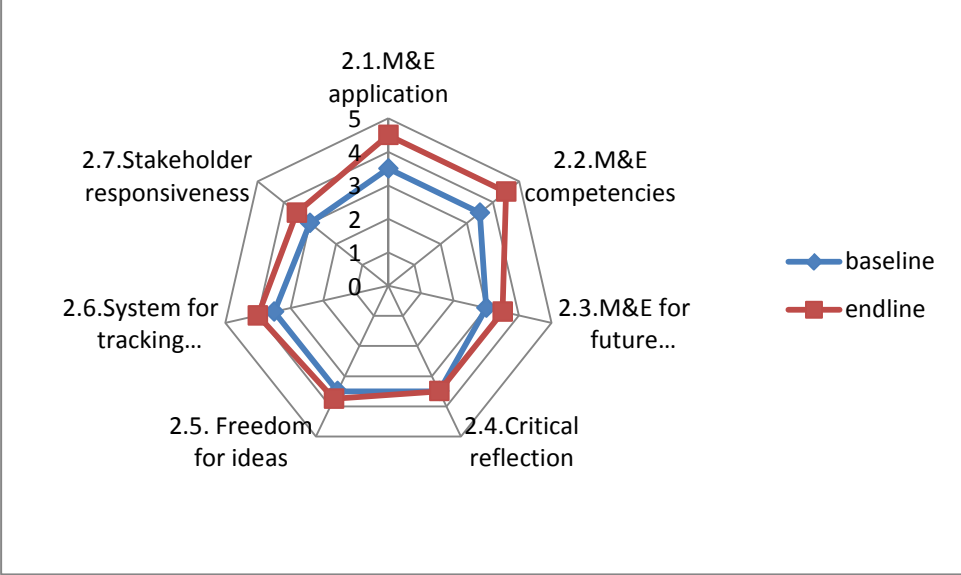 2.1.M&E
application
5
4
3
2
1
0
2.2.M&E
competencies
2.3.M&E for
future...
2.4.Critical
reflection
2.5. Freedom
for ideas
2.6.System for
tracking...
2.7.Stakeholder
responsiveness
baseline
endline